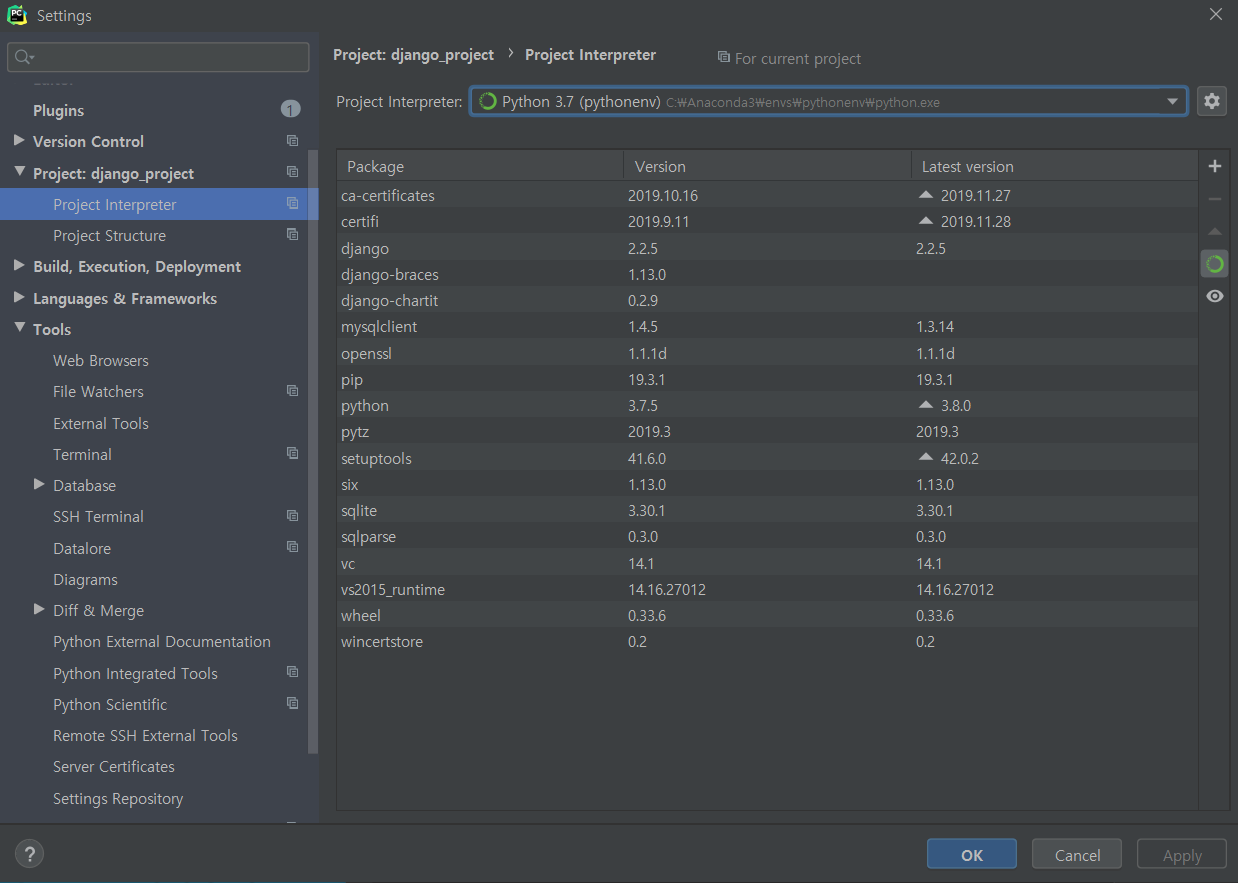 PC
Settings
Project: django_project › Project Interpreter
For current project
Project Interpreter: Python 3.7 (pythonenv) C:₩Anaconda3₩envs₩pythonenv₩python.exe
Plugins 1
Version Control
Project: django_project
Project Interpreter
Project Structure
Build, Execution, Deployment
Languages & Frameworks
Tools
Web Browsers
File Watchers
External Tools
Terminal
Database
SSH Terminal
Datalore
Diagrams
Diff & Merge
Python External Documentation
Python Integrated Tools
Python Scientific
Remote SSH External Tools
Server Certificates
Settings Repository
Package Version Latest version
ca-certificates 2019.10.16 2019.11.27
certifi 2019.9.11 2019.11.28
django 2.2.5 2.2.5
django-braces 1.13.0
django-chartit 0.2.9
mysqlclient 1.4.5 1.3.14
openssl 1.1.1d 1.1.1d
pip 19.3.1 19.3.1
python 3.7.5 3.8.0
pytz 2019.3 2019.3
setuptools 41.6.0 42.0.2
six 1.13.0 1.13.0
sqlite 3.30.1 3.30.1
sqlparse 0.3.0 0.3.0
vc 14.1 14.1
vs2015_runtime 14.16.27012 14.16.27012
wheel 0.33.6 0.33.6
wincertstore 0.2 0.2
?
OK
Cancel
Apply